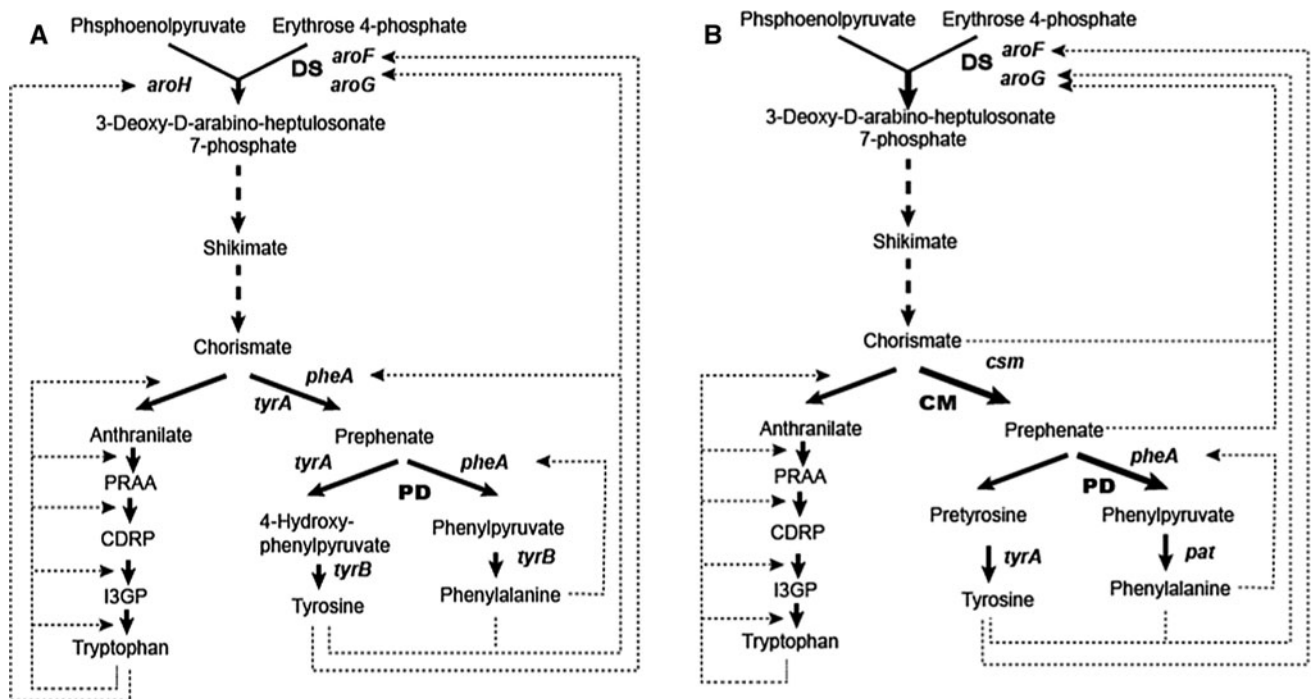 A
Phsphoenolpyruvate Erythrose 4-phosphate
DS aroF
aroH aroG
3-Deoxy-D-arabino-heptulosonate
7-phosphate
Shikimate
Chorismate
pheA
tyrA
Anthranilate Prephenate
tyrA pheA
PRAA
PD
4-Hydroxy-
phenylpyruvate
Phenylpyruvate
CDRP
tyrB tyrB
I3GP
Tyrosine Phenylalanine
Tryptophan
B
Phsphoenolpyruvate Erythrose 4-phosphate
DS aroF
aroG
3-Deoxy-D-arabino-heptulosonate
7-phosphate
Shikimate
Chorismate
csm
CM
Anthranilate Prephenate
pheA
PRAA
PD
Pretyrosine Phenylpyruvate
CDRP
tyrA pat
I3GP
Tyrosine Phenylalanine
Tryptophan